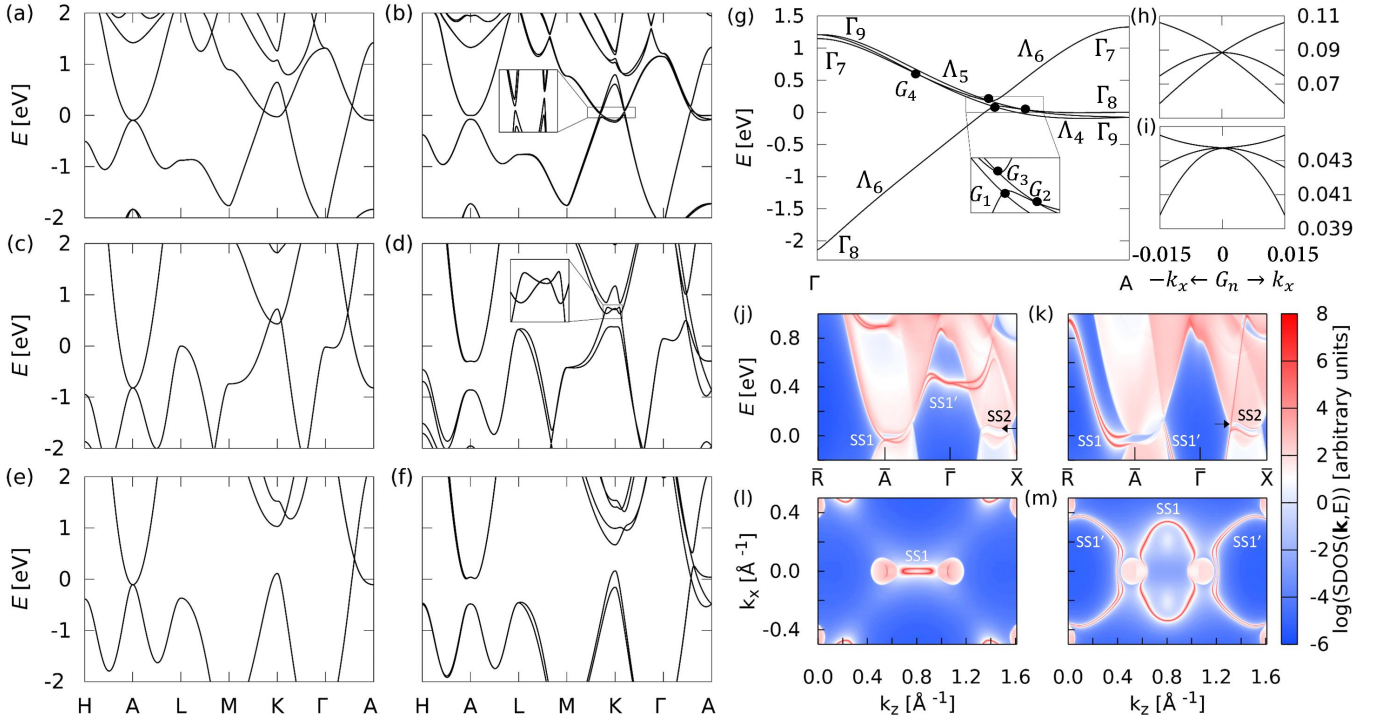 (a)
(b)
2
1
0
-1
-2
E [eV]
(c)
(d)
2
1
0
-1
-2
E [eV]
(e)
(f)
2
1
0
-1
-2
E [eV]
H A L M K Γ A
H A L M K Γ A
(g)
1.5
1
0.5
0
-0.5
-1
-1.5
-2
E [eV]
Γ9
Γ7
G4
Λ5
Λ6
Γ7
Γ8
Λ4
Γ9
Λ6
Γ8
G1
G3
G2
Γ A
(h)
0.11
0.09
0.07
(i)
0.043
0.041
0.039
-0.015 0 0.015
−kx← Gn → kx
(j)
0.8
0.4
0.0
E [eV]
SS1
SS1′
SS2
R̄ Ā Γ̄ X̄
(k)
SS1
SS1′
SS2
R̄ Ā Γ̄ X̄
(l)
0.5
0.0
-0.5
kx [Å -1]
SS1
0.0 0.4 0.8 1.2 1.6
kz [Å -1]
(m)
SS1
SS1′
SS1′
0.0 0.4 0.8 1.2 1.6
kz [Å -1]
8
6
4
2
0
-2
-4
-6
log(SDOS(k,E)) [arbitrary units]